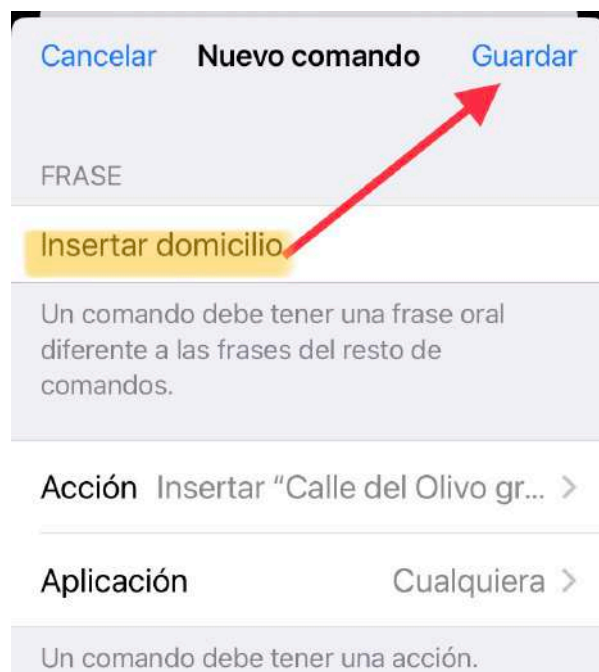 Cancelar Nuevo comando Guardar
FRASE
Insertar domicilio
Un comando debe tener una frase oral
diferente a las frases del resto de
comandos.
Acción Insertar “Calle del Olivo gr... >
Aplicación Cualquiera >
Un comando debe tener una acción.